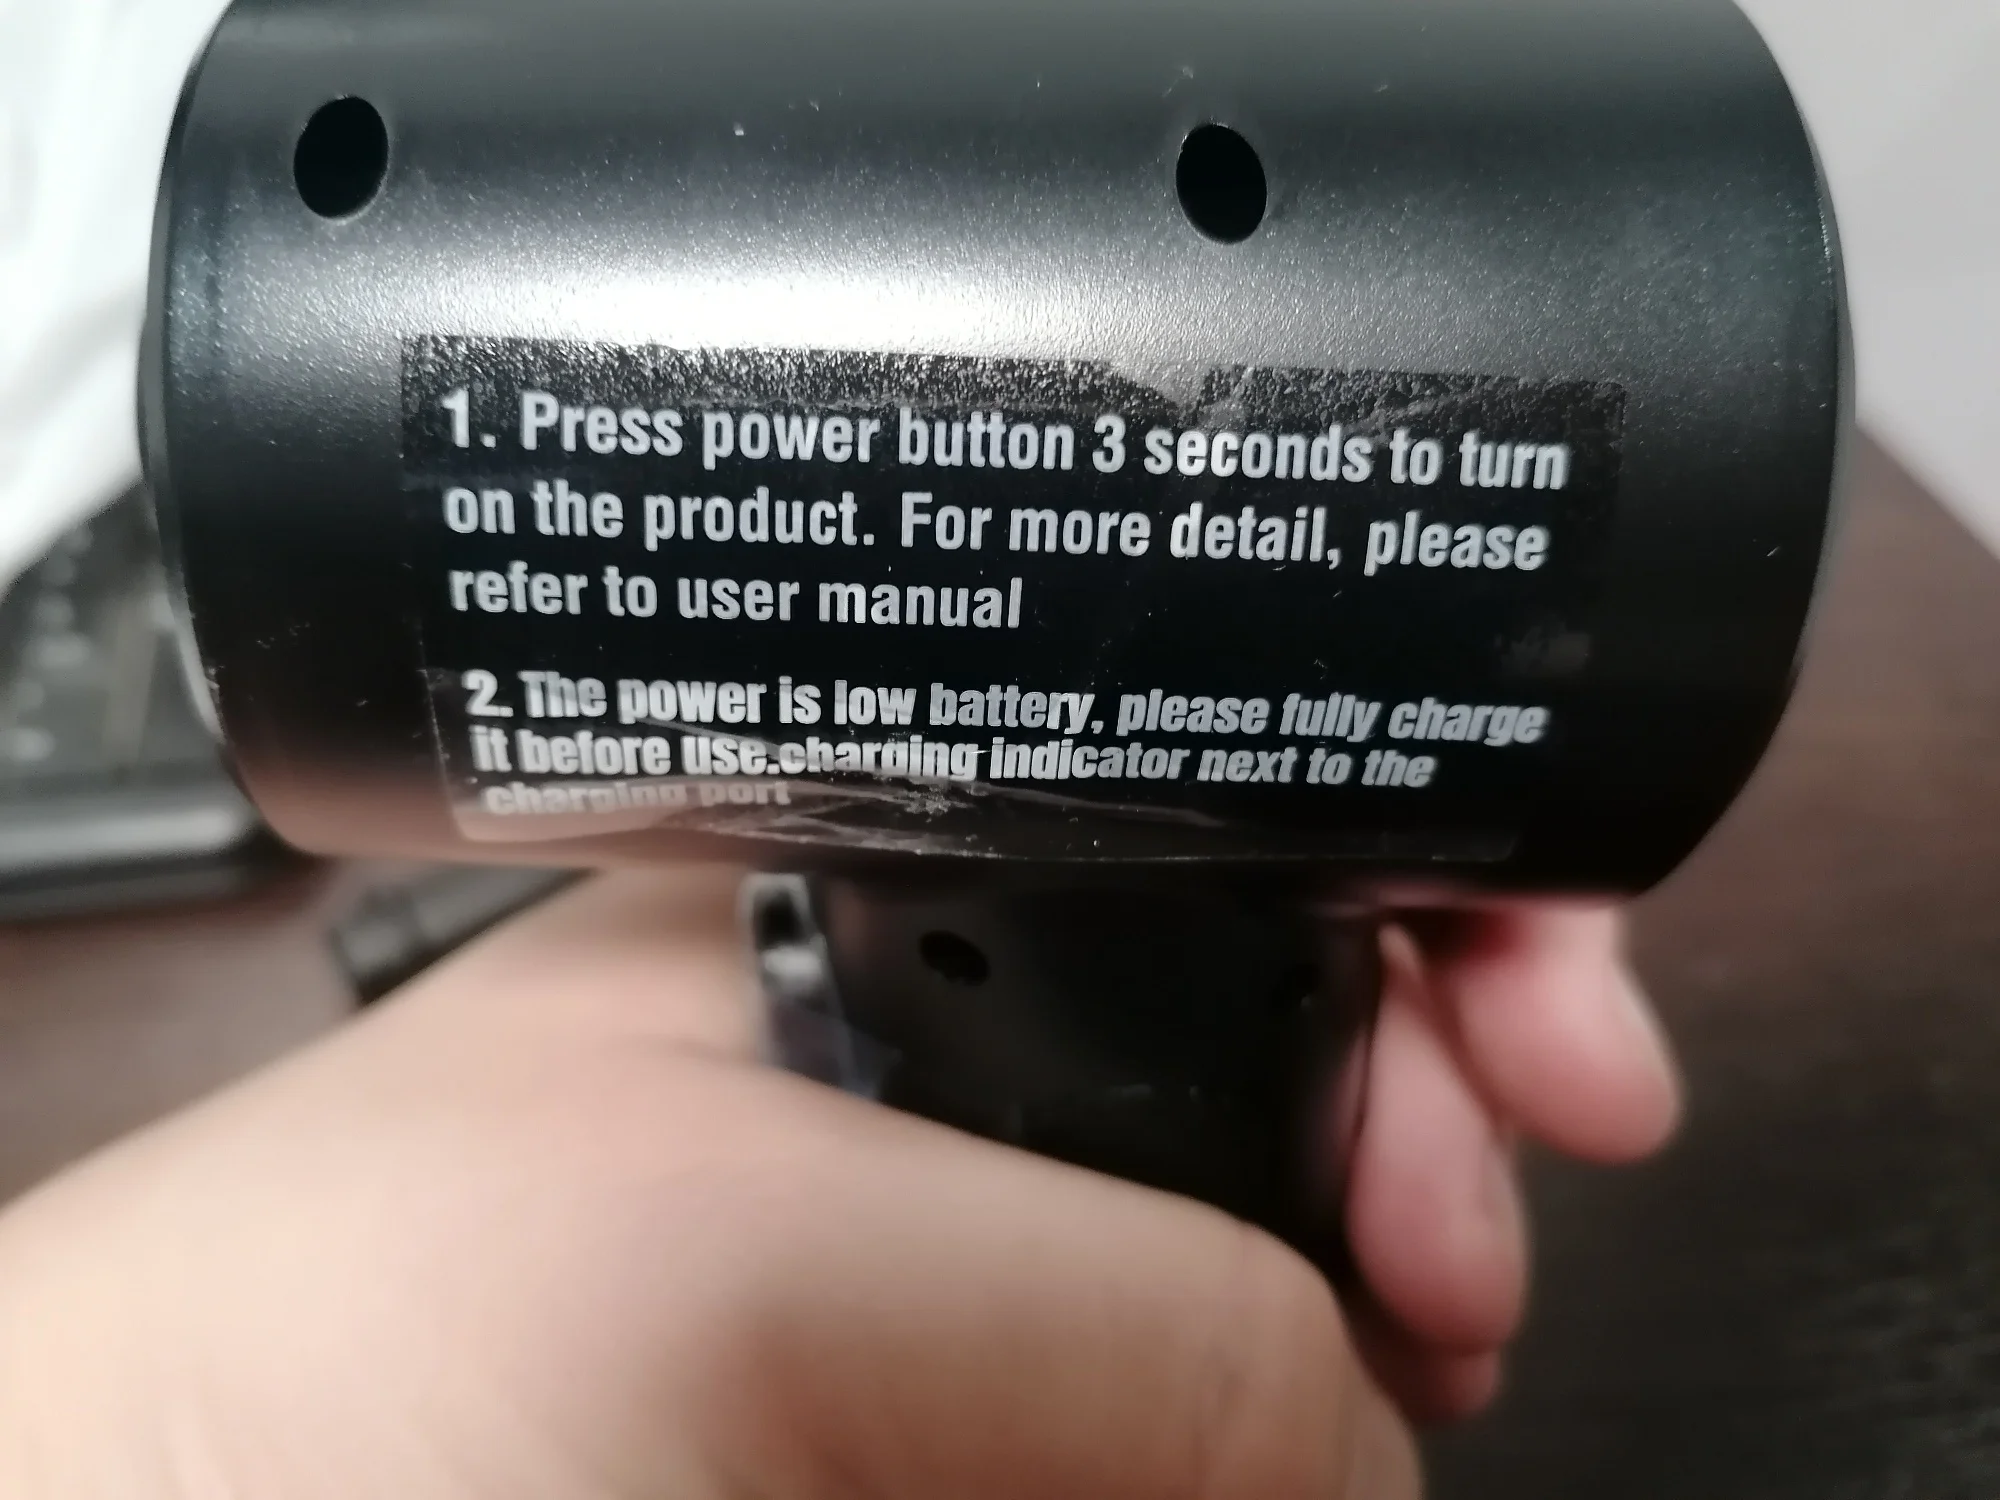 1. Press power button 3 seconds to turn
on the product. For more detail, please
refer to user manual
2. The power is low battery, please fully charge
it before use.charging indicator next to the
charging port